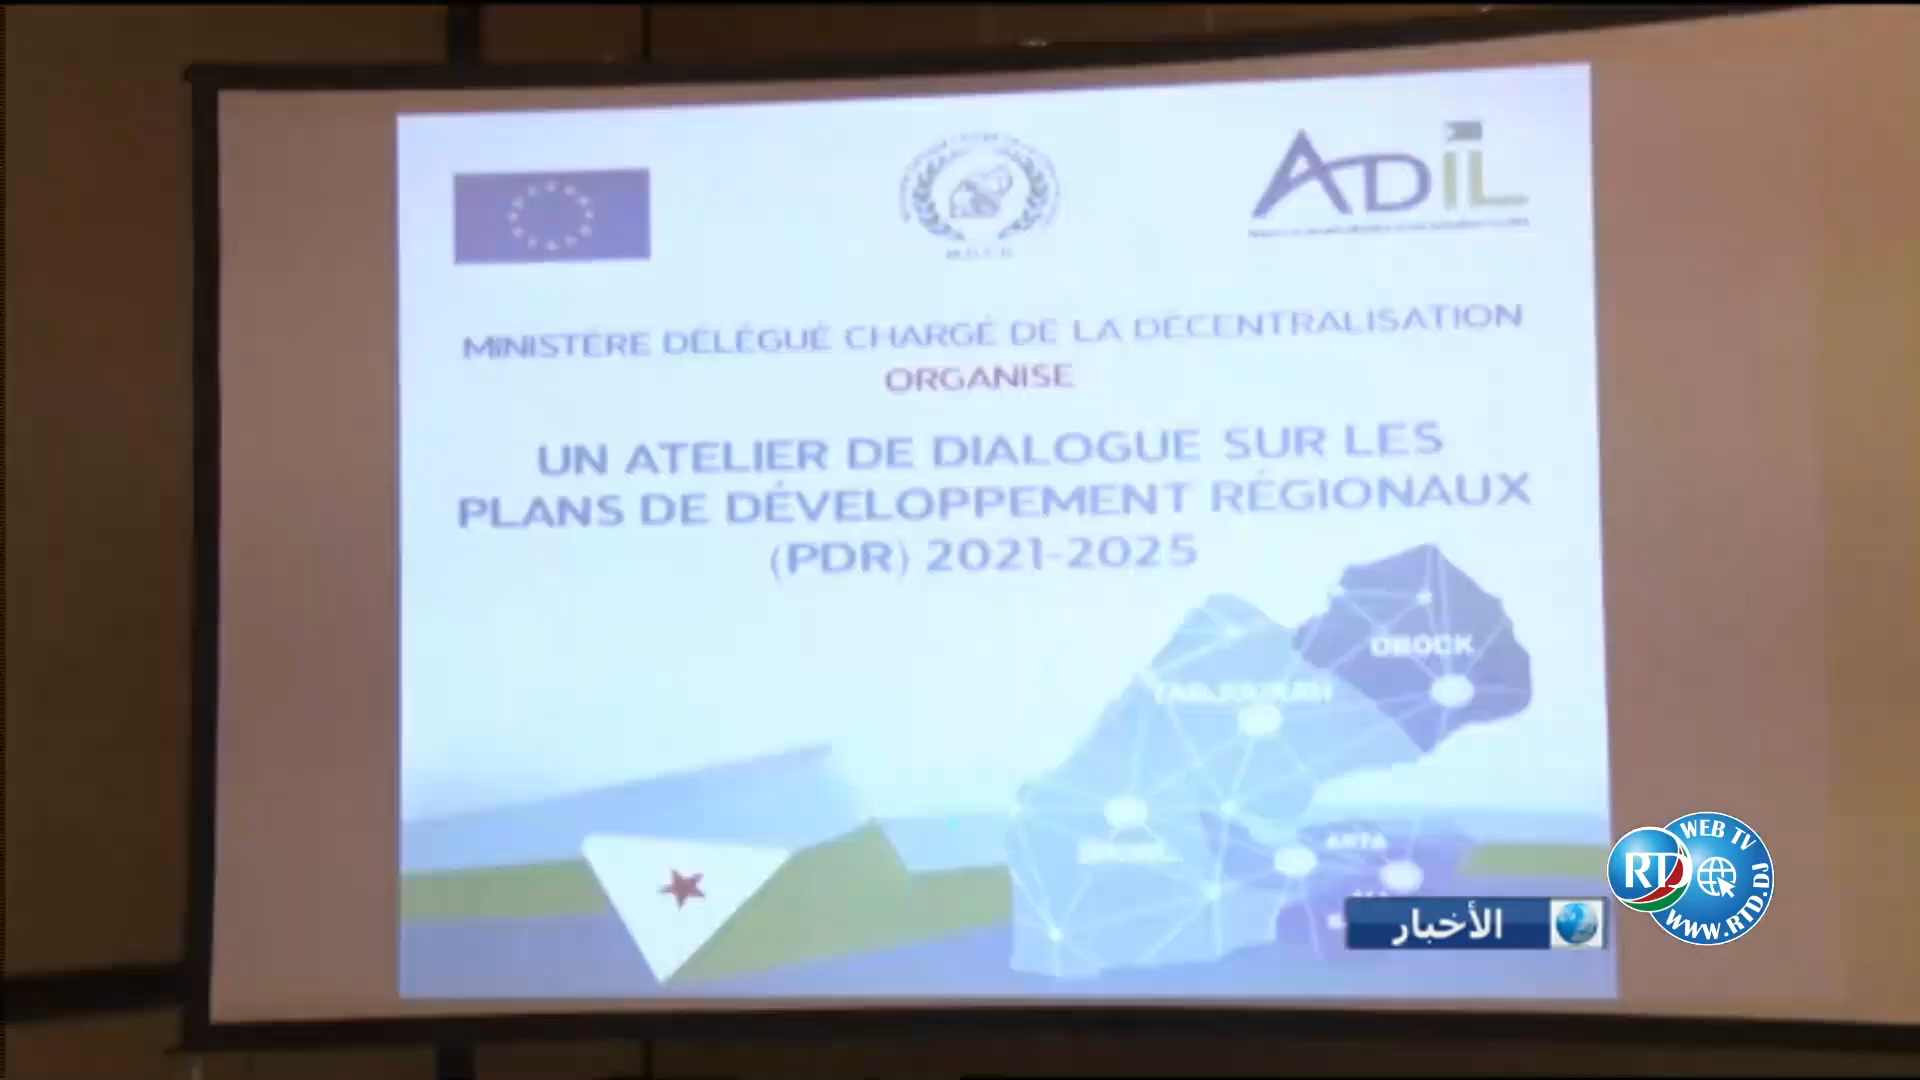 ADIL
MINISTÈRE DÉLÉGUÉ CHARGÉ DE LA DÉCENTRALISATION
ORGANISE
UN ATELIER DE DIALOGUE SUR LES
PLANS DE DÉVELOPPEMENT RÉGIONAUX
(PDR) 2021-2025
OBOCK
TADJOURAH
ARTA
الأخبار
WEB TV
RTD
WWW.RTD.DJ